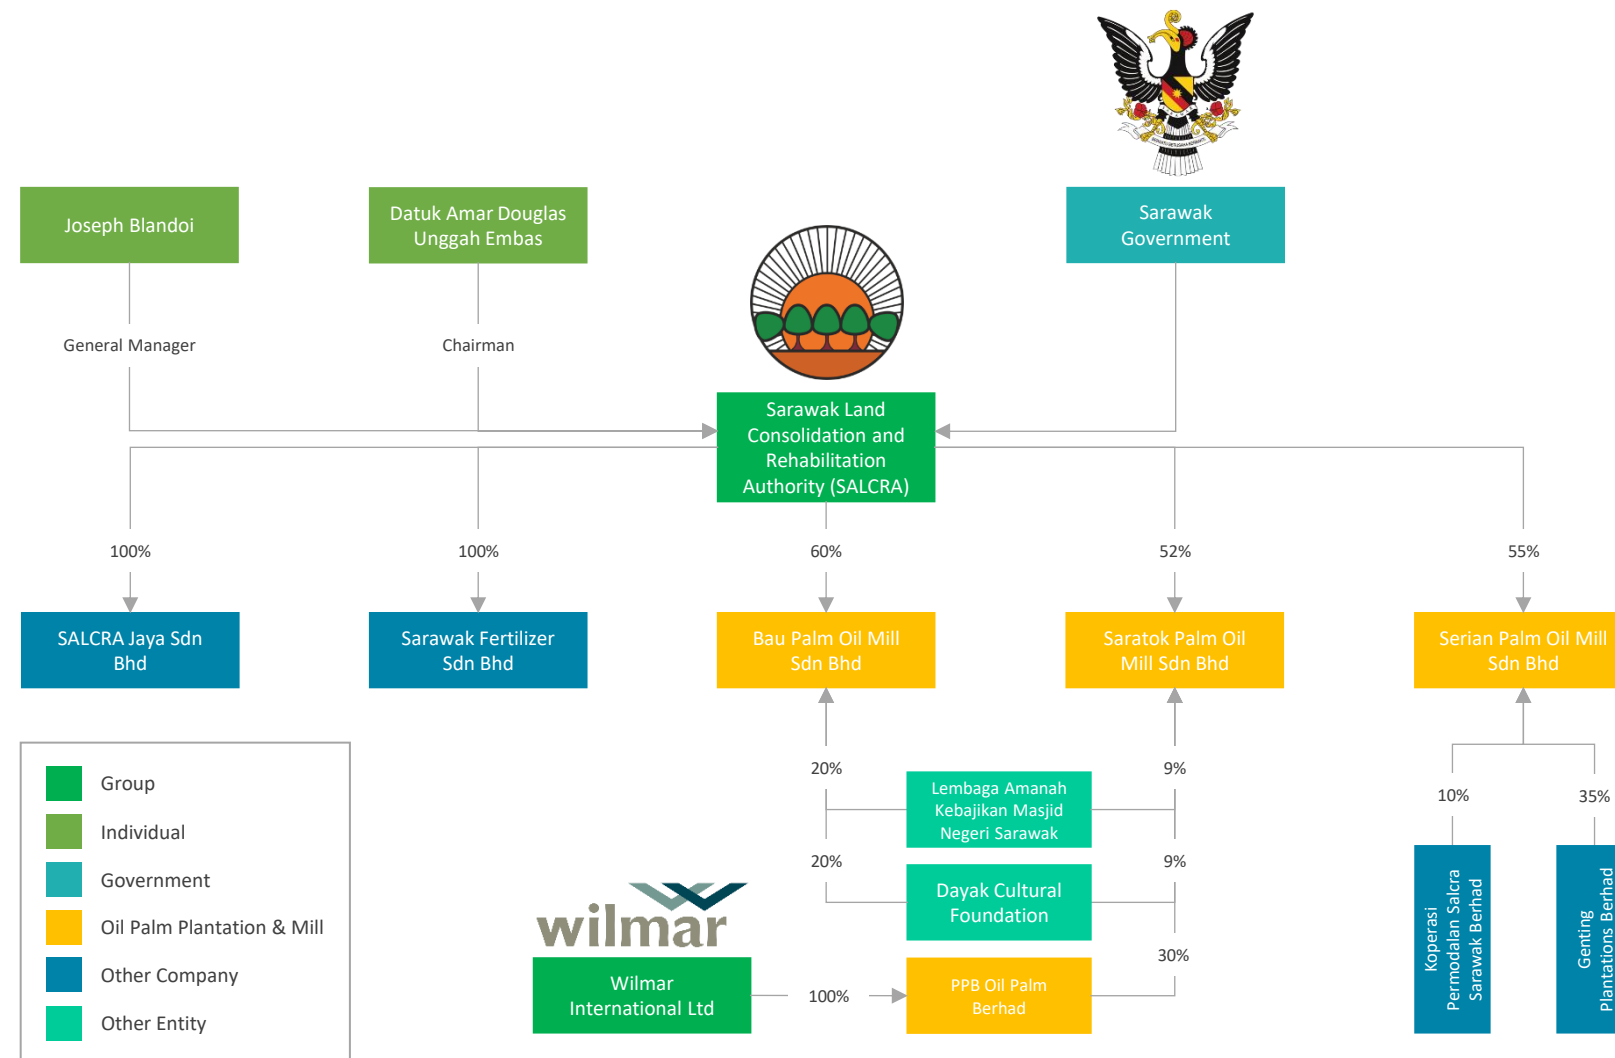 Joseph Blandoi
Datuk Amar Douglas
Unggah Embas
Sarawak
Government
General Manager
Chairman
Sarawak Land
Consolidation and
Rehabilitation
Authority (SALCRA)
100%
100%
60%
52%
55%
SALCRA Jaya Sdn
Bhd
Sarawak Fertilizer
Sdn Bhd
Bau Palm Oil Mill
Sdn Bhd
Saratok Palm Oil
Mill Sdn Bhd
Serian Palm Oil Mill
Sdn Bhd
Group
Individual
Government
Oil Palm Plantation & Mill
Other Company
Other Entity
20%
Lembaga Amanah
Kebajikan Masjid
Negeri Sarawak
9%
20%
Dayak Cultural
Foundation
9%
wilmar
Wilmar
International Ltd
100%
PPB Oil Palm
Berhad
30%
10%
35%
Koperasi
Permodalan Salcra
Sarawak Berhad
Genting
Plantations Berhad